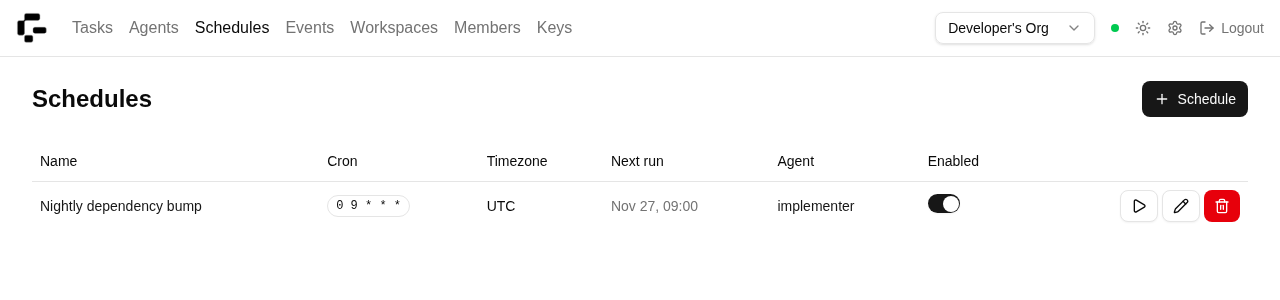 Tasks Agents Schedules Events Workspaces Members Keys Developer's Org Logout
Schedules
Schedule
Name Cron Timezone Next run Agent Enabled
Nightly dependency bump 0 9 * * * UTC Nov 27, 09:00 implementer